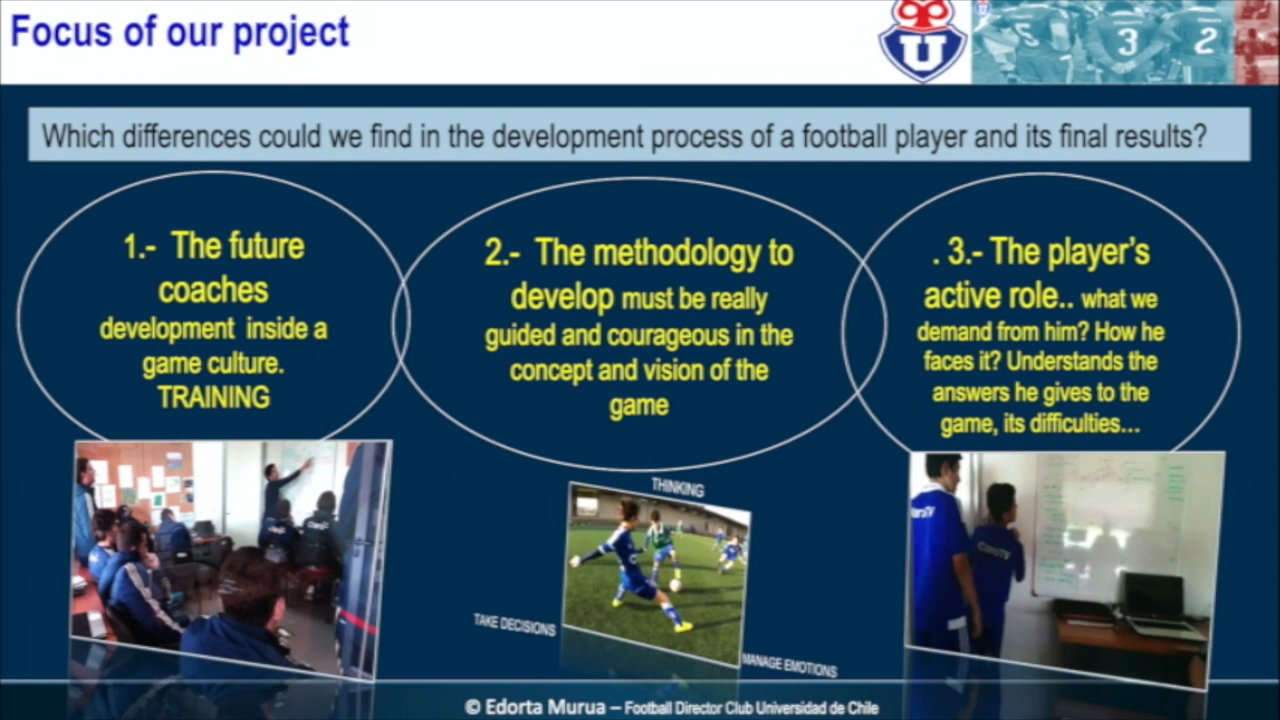 Focus of our project
U
5
3
2
Which differences could we find in the development process of a football player and its final results?
1.- The future
coaches
development inside a
game culture.
TRAINING
2.- The methodology to
develop must be really
guided and courageous in the
concept and vision of the
game
. 3.- The player's
active role.. what we
demand from him? How he
faces it? Understands the
answers he gives to the
game, its difficulties...
THINKING
TAKE DECISIONS
MANAGE EMOTIONS
© Edorta Murua – Football Director Club Universidad de Chile